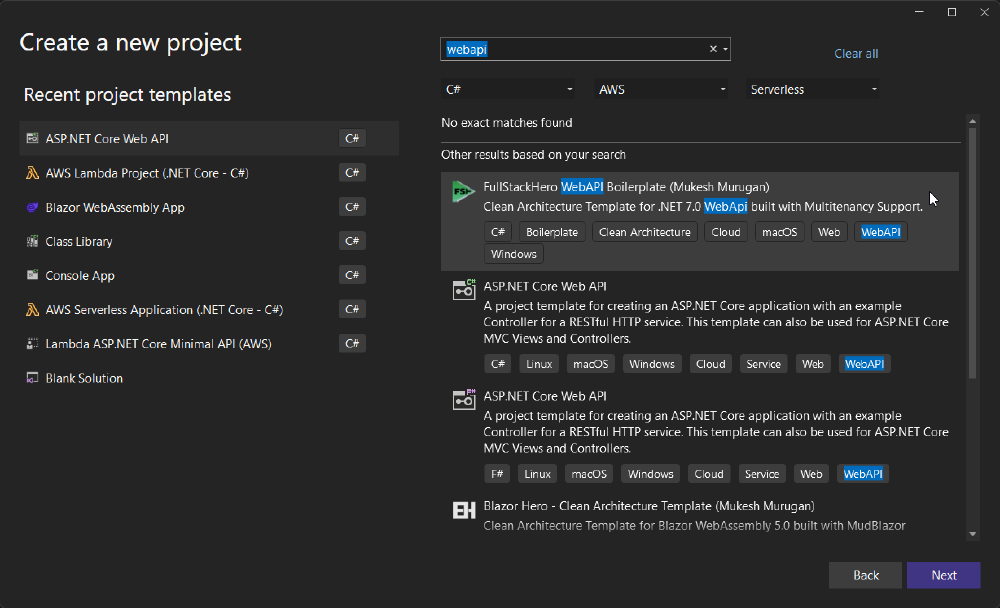 Create a new project
Recent project templates
ASP.NET Core Web API C#
AWS Lambda Project (.NET Core - C#) C#
Blazor WebAssembly App C#
Class Library C#
Console App C#
AWS Serverless Application (.NET Core - C#) C#
Lambda ASP.NET Core Minimal API (AWS) C#
Blank Solution
webapi
Clear all
C# AWS Serverless
No exact matches found
Other results based on your search
FSH
FullStackHero WebAPI Boilerplate (Mukesh Murugan)
Clean Architecture Template for .NET 7.0 WebApi built with Multitenancy Support.
C# Boilerplate Clean Architecture Cloud macOS Web WebAPI
Windows
C#
ASP.NET Core Web API
A project template for creating an ASP.NET Core application with an example
Controller for a RESTful HTTP service. This template can also be used for ASP.NET Core
MVC Views and Controllers.
C# Linux macOS Windows Cloud Service Web WebAPI
F#
ASP.NET Core Web API
A project template for creating an ASP.NET Core application with an example
Controller for a RESTful HTTP service. This template can also be used for ASP.NET Core
MVC Views and Controllers.
F# Linux macOS Windows Cloud Service Web WebAPI
Blazor Hero - Clean Architecture Template (Mukesh Murugan)
Clean Architecture Template for Blazor WebAssembly 5.0 built with MudBlazor
Back Next